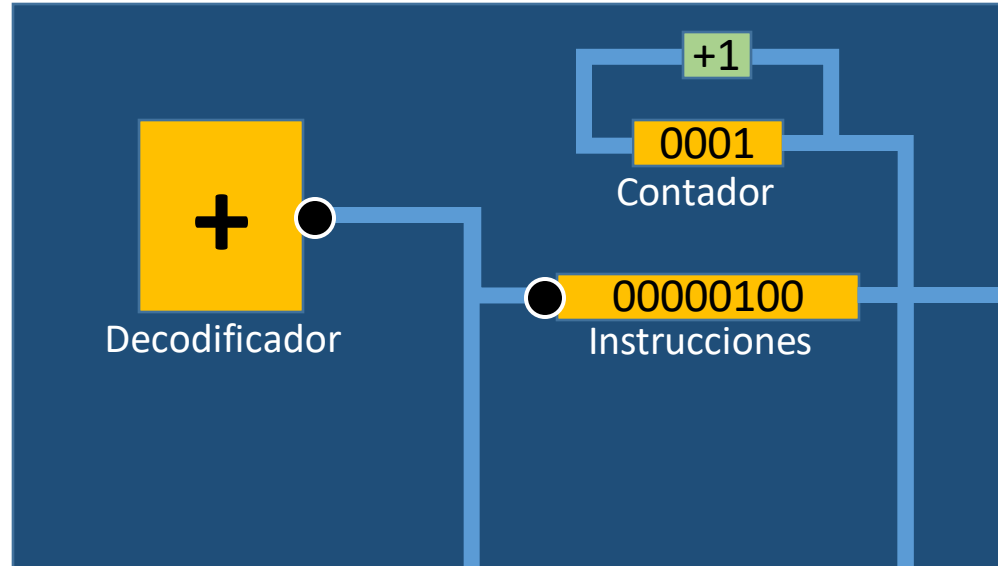 +1
0001
Contador
+
Decodificador
00000100
Instrucciones